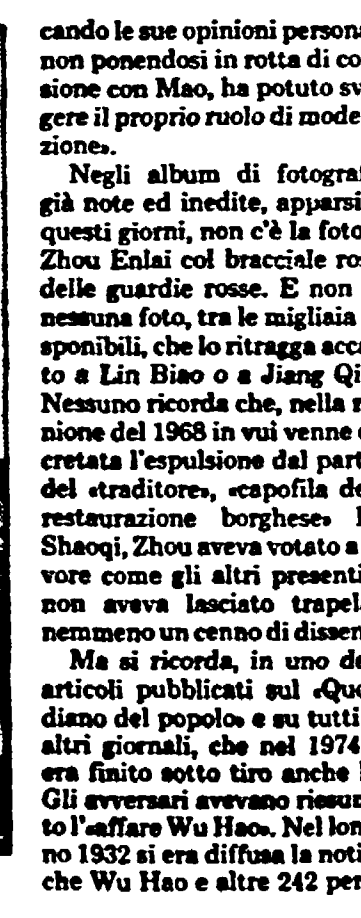 cando le sue opinioni person
non ponendosi in rotta di co
sione con Mao, ha potuto sv
gere il proprio ruolo di mode
zione».
Negli album di fotogra
già note ed inedite, apparsi
questi giorni, non c'è la foto
Zhou Enlai col bracciale ro
delle guardie rosse. E non
nessuna foto, tra le migliaia
sponibili, che lo ritragga acc
to a Lin Biao o a Jiang Qi
Nessuno ricorda che, nella r
nione del 1968 in vui venne
cretata l'espulsione dal part
del «traditore», «capofila de
restaurazione borghese» l
Shaoqi, Zhou aveva votato a
vore come gli altri presenti
non aveva lasciato trapel
nemmeno un cenno di dissen
Ma si ricorda, in uno de
articoli pubblicati sul «Quo
diano del popolo» e su tutti
altri giornali, che nel 1974
era finito sotto tiro anche
Gli avversari avevano riesu
to l'«affare Wu Hao». Nel lon
no 1932 si era diffusa la noti
che Wu Hao e altre 242 per